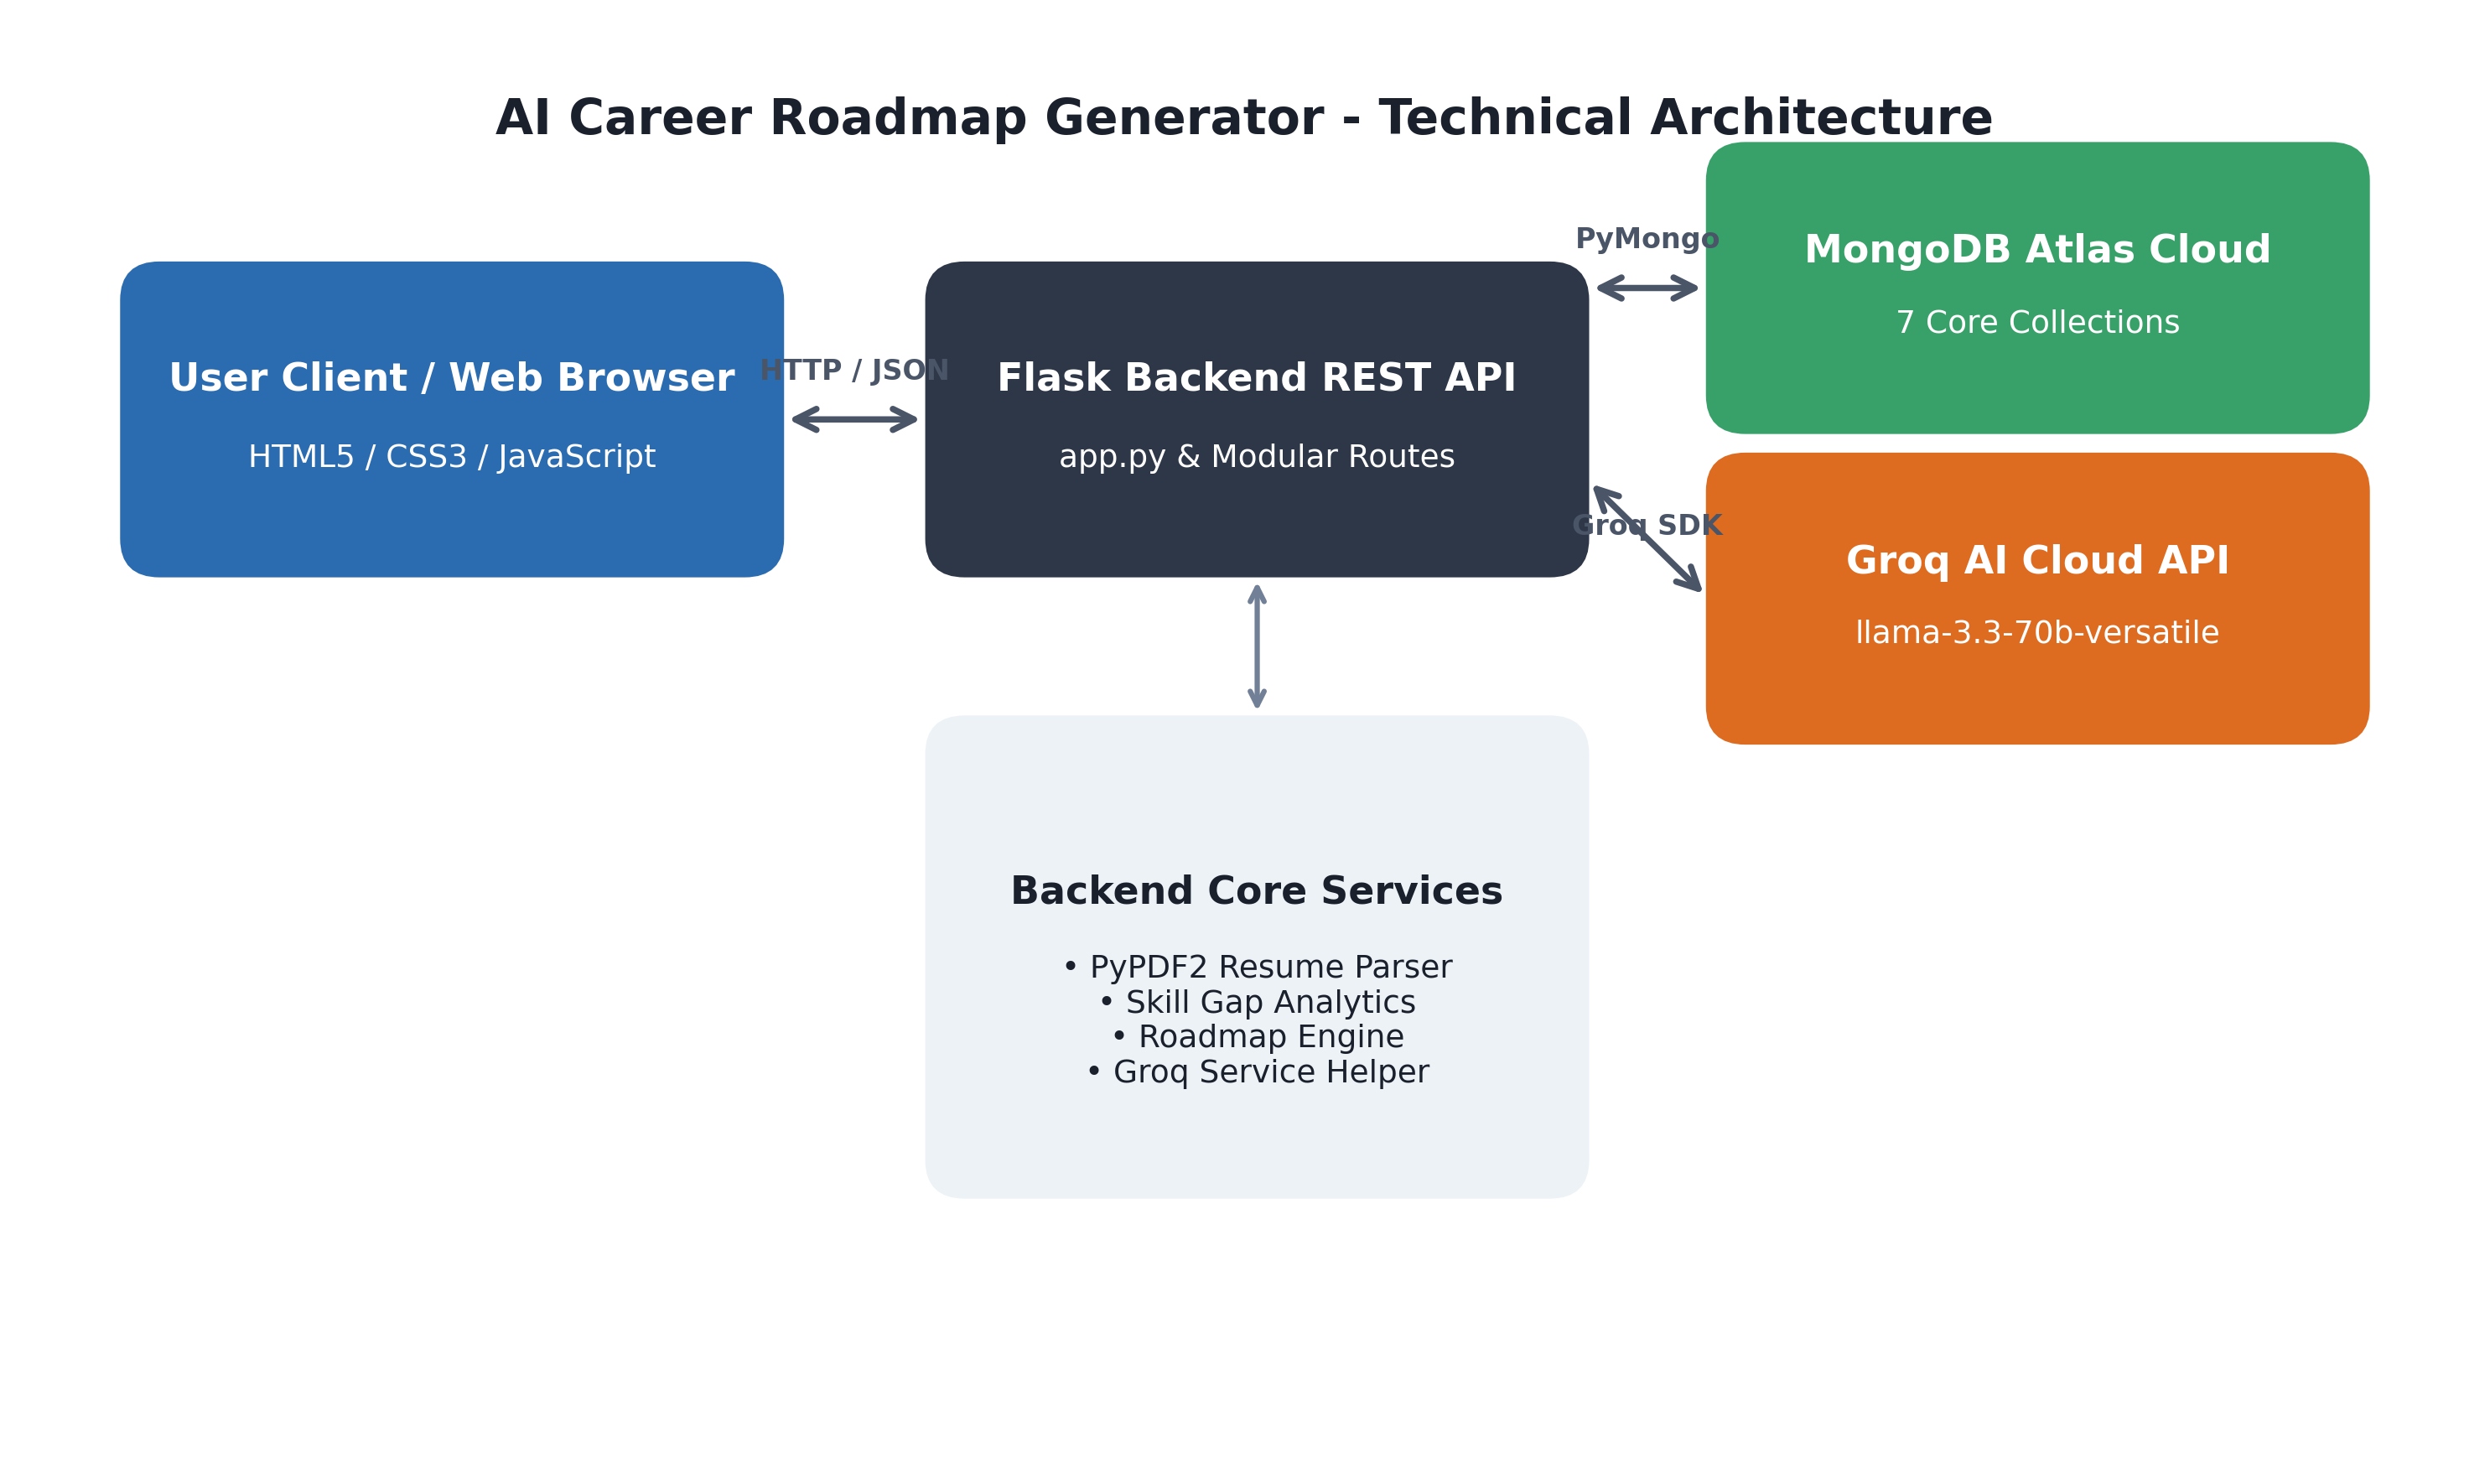 AI Career Roadmap Generator - Technical Architecture
User Client / Web Browser
HTML5 / CSS3 / JavaScript
HTTP / JSON
Flask Backend REST API
app.py & Modular Routes
PyMongo
MongoDB Atlas Cloud
7 Core Collections
Groq SDK
Groq AI Cloud API
llama-3.3-70b-versatile
Backend Core Services
• PyPDF2 Resume Parser
• Skill Gap Analytics
• Roadmap Engine
• Groq Service Helper